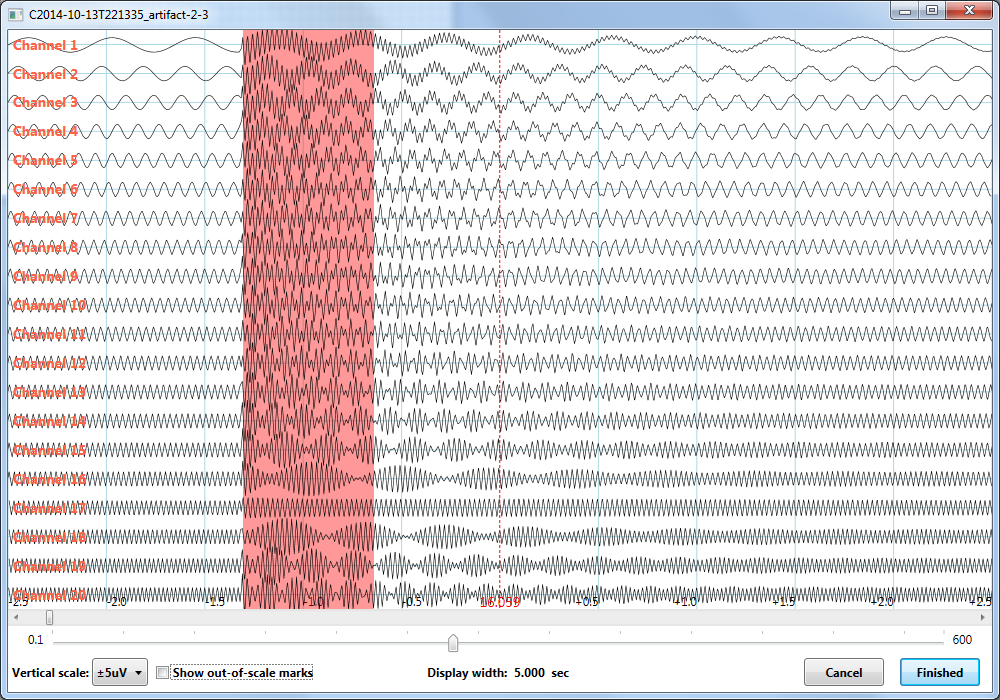 C2014-10-13T221335_artifact-2-3
Channel 1
Channel 2
Channel 3
Channel 4
Channel 5
Channel 6
Channel 7
Channel 8
Channel 9
Channel 10
Channel 11
Channel 12
Channel 13
Channel 14
Channel 15
Channel 16
Channel 17
Channel 18
Channel 19
Channel 20
-2.5 -2.0 -1.5 -1.0 -0.5 16.059 +0.5 +1.0 +1.5 +2.0 +2.5
0.1 600
Vertical scale: ±5uV Show out-of-scale marks Display width: 5.000 sec Cancel Finished